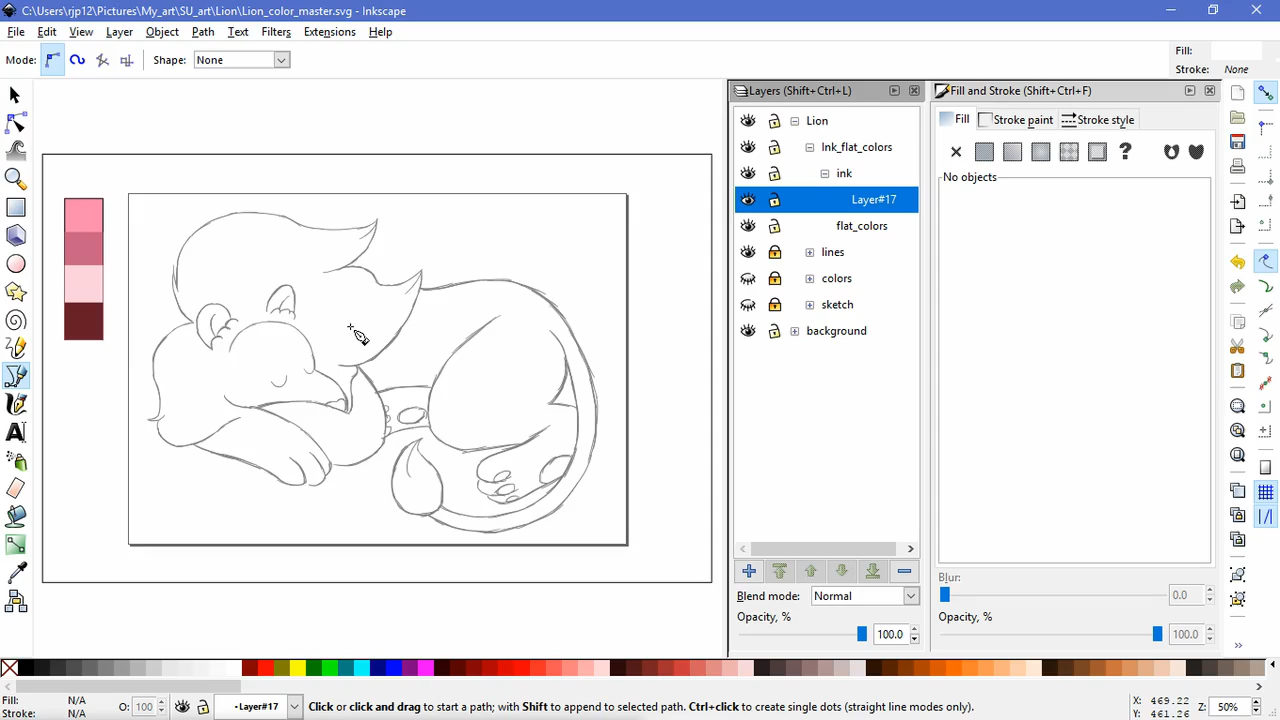 C:\Users\rjp12\Pictures\My_art\SU_art\Lion\Lion_color_master.svg - Inkscape
File Edit View Layer Object Path Text Filters Extensions Help
Mode: Shape: None
Fill:
Stroke: None
Layers (Shift+Ctrl+L)
Lion
Ink_flat_colors
ink
Layer#17
flat_colors
lines
colors
sketch
background
Blend mode: Normal
Opacity, %
100.0
Fill and Stroke (Shift+Ctrl+F)
Fill Stroke paint Stroke style
?
No objects
Blur:
0.0
Opacity, %
100.0
Fill: N/A
Stroke: N/A
O: 100
•Layer#17
Click or click and drag to start a path; with Shift to append to selected path. Ctrl+click to create single dots (straight line modes only).
X: 469.22
Y: 461.26
Z: 50%